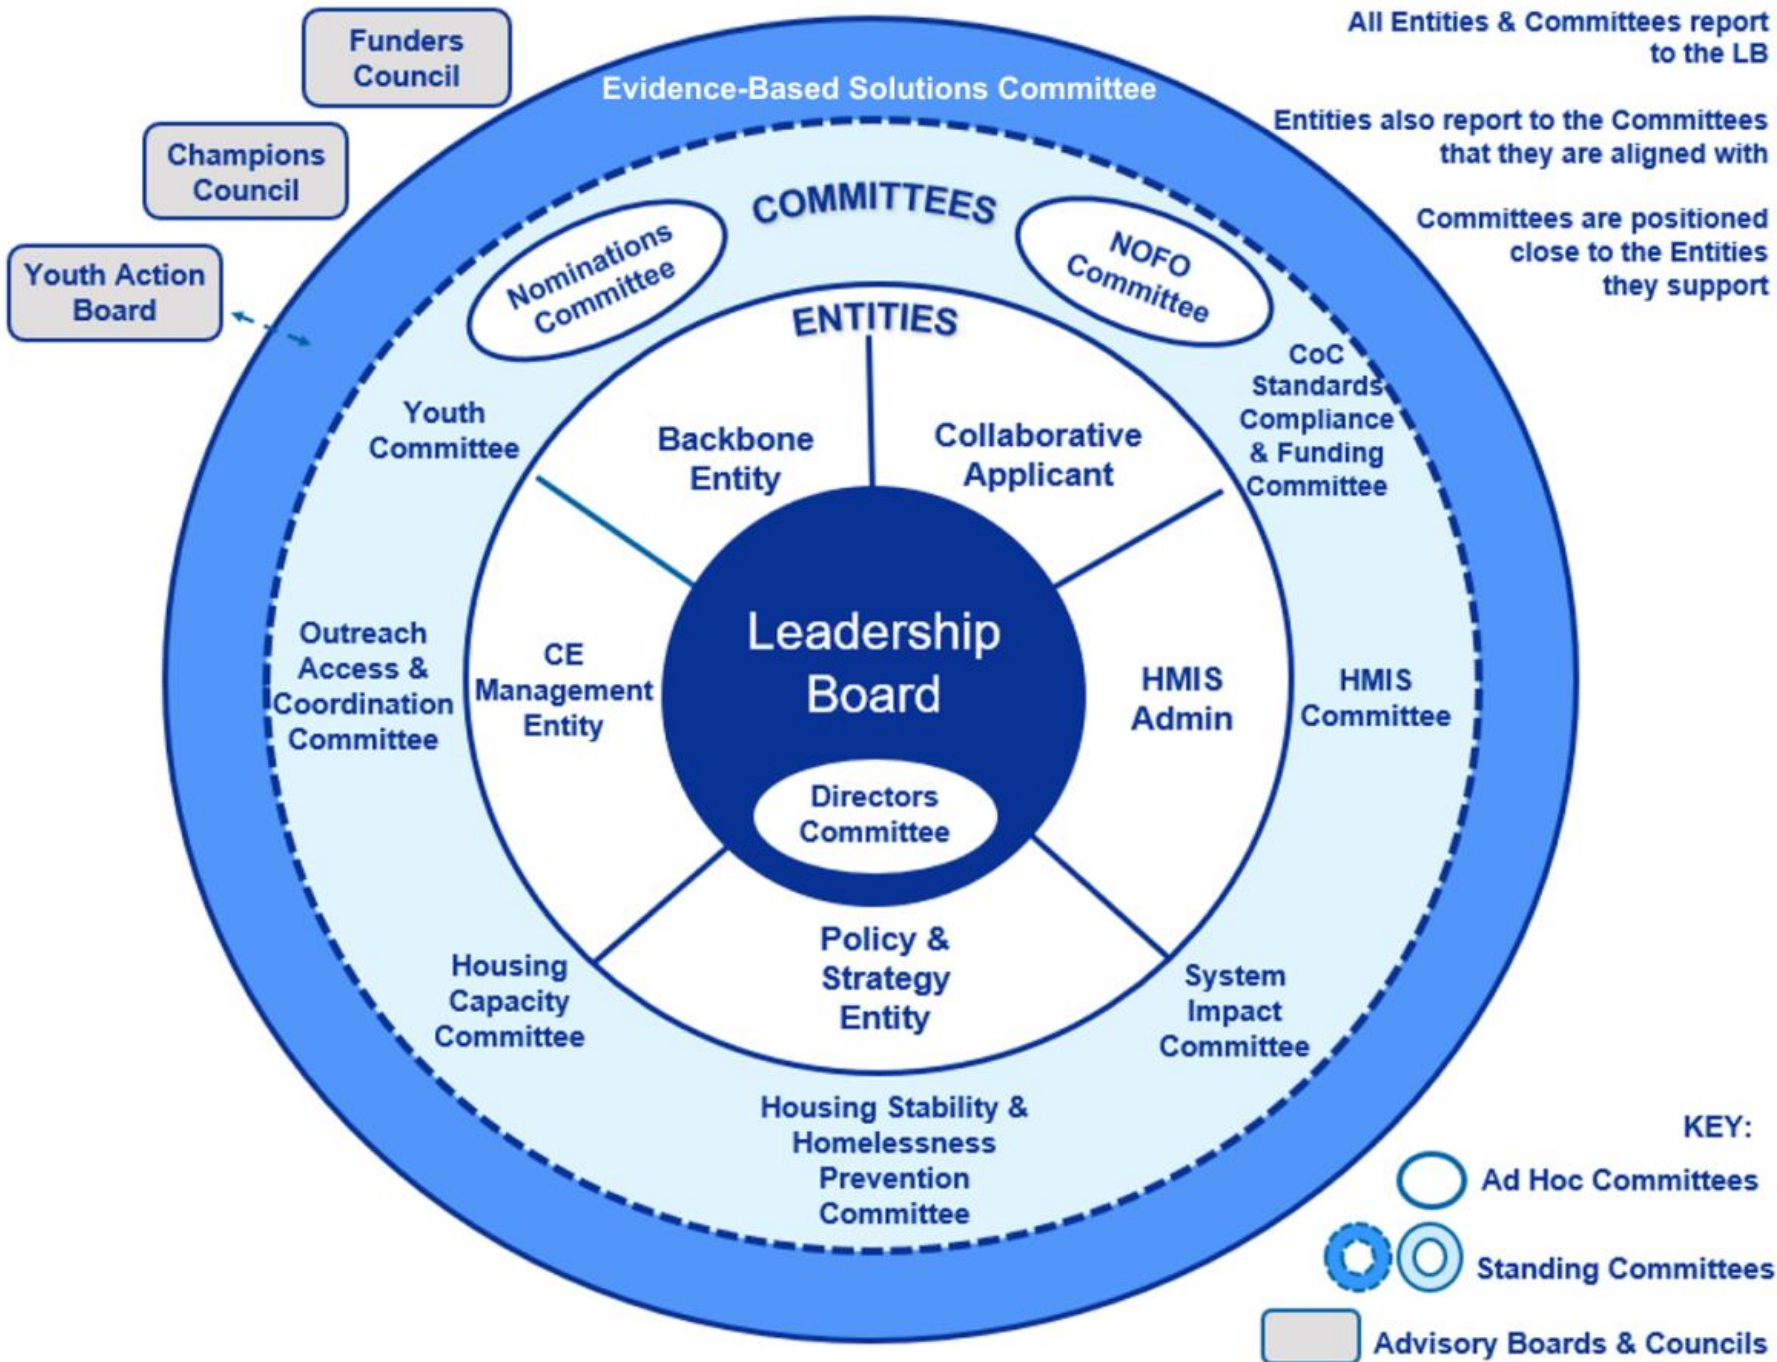 Funders
Council
Champions
Council
Youth Action
Board
All Entities & Committees report
to the LB
Entities also report to the Committees
that they are aligned with
Committees are positioned
close to the Entities
they support
Evidence-Based Solutions Committee
COMMITTEES
Nominations
Committee
NOFO
Committee
Youth
Committee
CoC
Standards
Compliance
& Funding
Committee
Outreach
Access &
Coordination
Committee
HMIS
Committee
Housing
Capacity
Committee
System
Impact
Committee
Housing Stability &
Homelessness
Prevention
Committee
ENTITIES
Backbone
Entity
Collaborative
Applicant
CE
Management
Entity
HMIS
Admin
Policy &
Strategy
Entity
Leadership
Board
Directors
Committee
KEY:
Ad Hoc Committees
Standing Committees
Advisory Boards & Councils